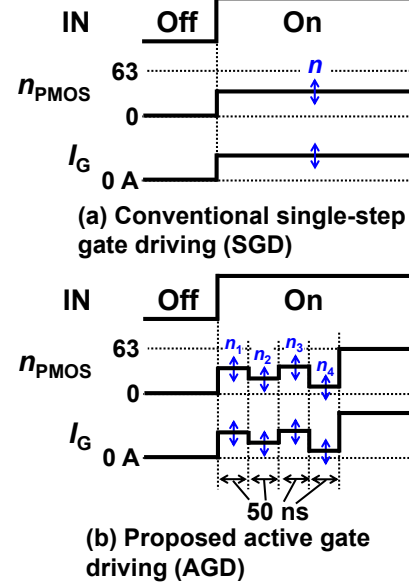 IN Off On
63 n
nPMOS
0
IG
0 A
(a) Conventional single-step
gate driving (SGD)
IN Off On
63 n1 n2 n3 n4
nPMOS
0
IG
0 A
50 ns
(b) Proposed active gate
driving (AGD)